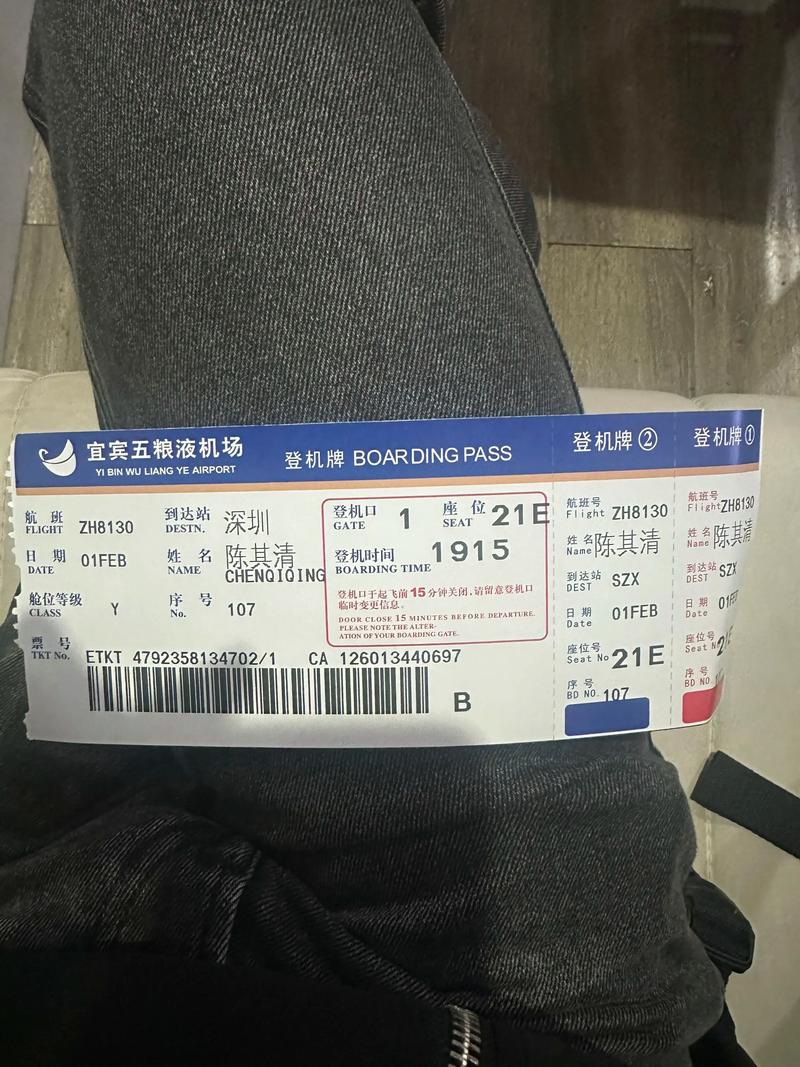 宜宾五粮液机场
YI BIN WU LIANG YE AIRPORT
登机牌 BOARDING PASS
航班 FLIGHT ZH8130
到达站 DESTN. 深圳
日期 DATE 01FEB
姓名 NAME 陈其清
CHENQIQING
舱位等级 CLASS Y
序号 No. 107
登机口 GATE 1
座位 SEAT 21E
登机时间 BOARDING TIME 1915
登机口于起飞前15分钟关闭,请留意登机口
临时变更信息。
DOOR CLOSE 15 MINUTES BEFORE DEPARTURE.
PLEASE NOTE THE ALTER-
ATION OF YOUR BOARDING GATE.
票号 TKT No. ETKT 4792358134702/1 CA 126013440697
B
登机牌②
航班号 Flight ZH8130
姓名 Name 陈其清
到达站 DEST SZX
日期 Date 01FEB
座位号 Seat No 21E
序号 BD NO. 107
登机牌①
航班号 Flight ZH8130
姓名 Name 陈其清
到达站 DEST SZX
日期 Date 01FEB
座位号 Seat N 21E
序号 BD NO.